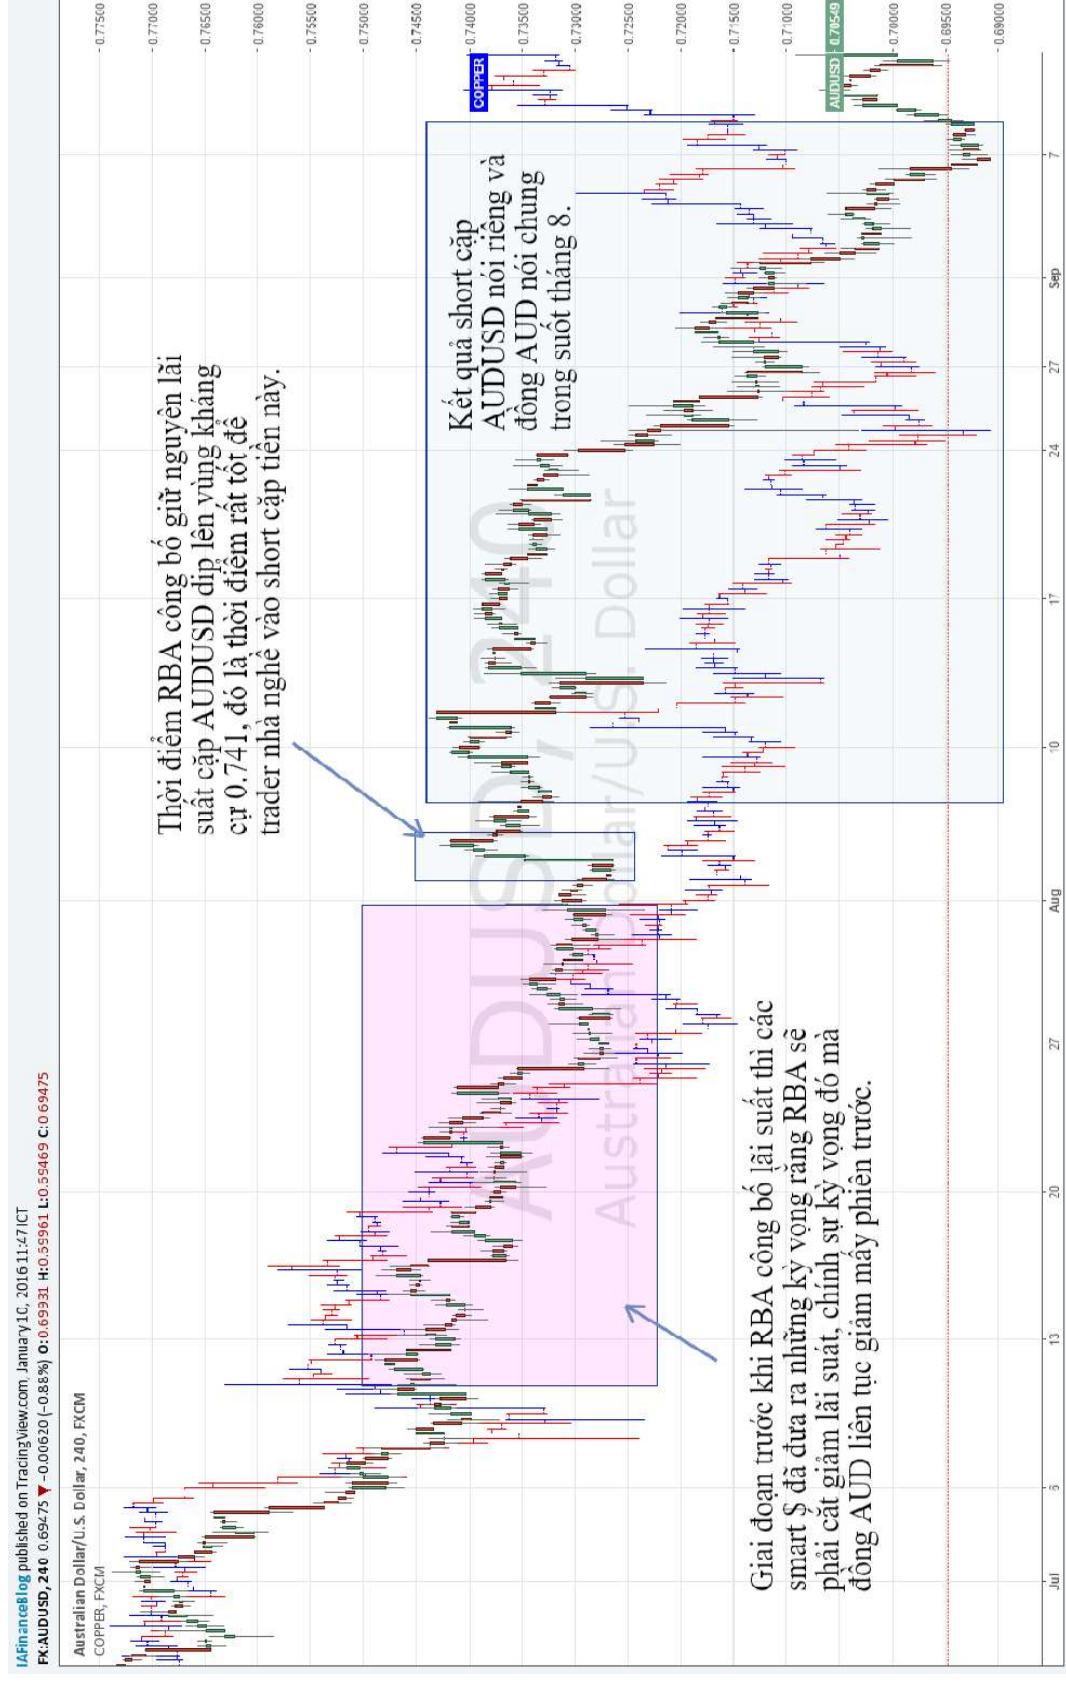 IAFinanceBlog published on TracingView.com, January 1C, 2016 11:47 ICT
FX:AUDUSD, 240 0.69475 ▼ −0.00620 (−0.88%) O:0.69931 H:0.69961 L:0.59469 C:0.69475
Australian Dollar/U.S. Dollar, 240, FXCM
COPPER, FXCM
Thời điểm RBA công bố giữ nguyên lãi
suất cặp AUDUSD dịp lên vùng kháng
cự 0.741, đó là thời điểm rất tốt để
trader nhà nghề vào short cặp tiền này.
Kết quả short cặp
AUDUSD nói riêng và
đồng AUD nói chung
trong suốt tháng 8.
AUDUSD, 240
Australian Dollar/U.S. Dollar
Giai đoạn trước khi RBA công bố lãi suất thì các
smart $ đã đưa ra những kỳ vọng rằng RBA sẽ
phải cắt giảm lãi suất, chính sự kỳ vọng đó mà
đồng AUD liên tục giảm mấy phiên trước.
0.77500
0.77000
0.76500
0.76000
0.75500
0.75000
0.74500
0.74000
COPPER
0.73500
0.73000
0.72500
0.72000
0.71500
0.71000
AUDUSD 0.70549
0.70000
0.69500
0.69000
Jul
6
13
20
27
Aug
10
17
24
27
Sep
7